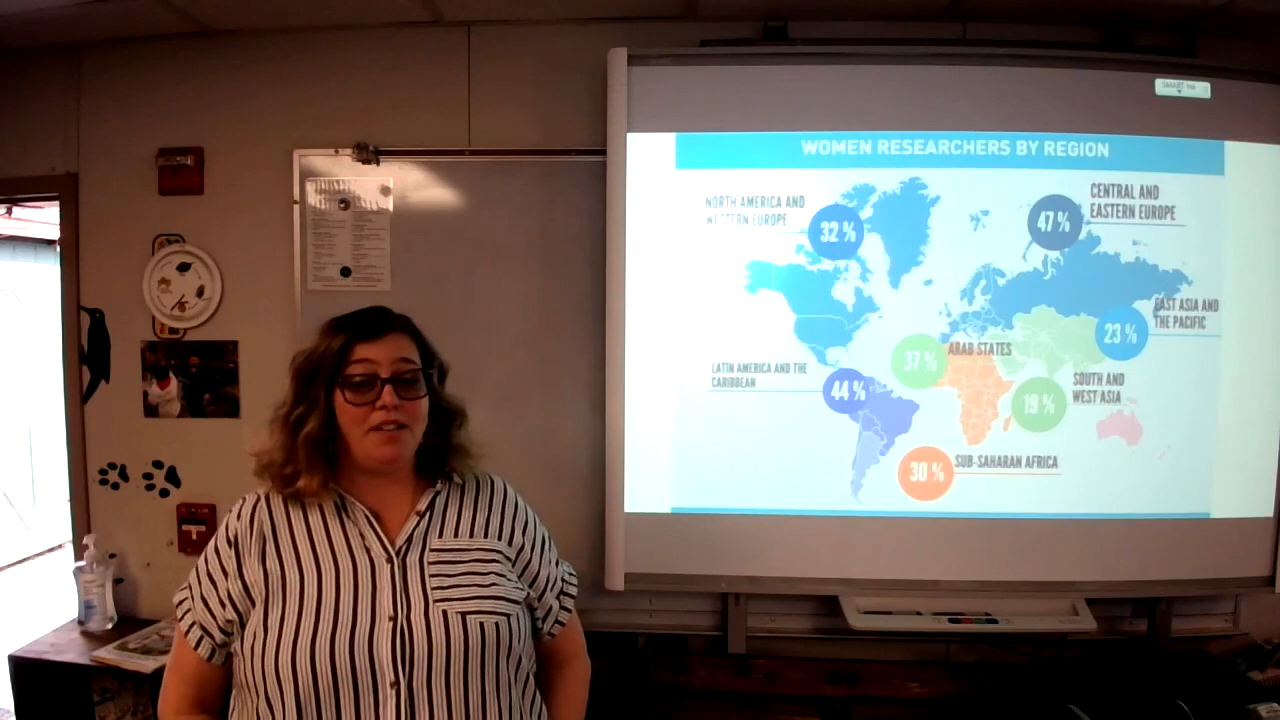 SMART Ink
WOMEN RESEARCHERS BY REGION
NORTH AMERICA AND
WESTERN EUROPE
32 %
47 %
CENTRAL AND
EASTERN EUROPE
EAST ASIA AND
THE PACIFIC
23 %
37 %
ARAB STATES
LATIN AMERICA AND THE
CARIBBEAN
44 %
19 %
SOUTH AND
WEST ASIA
30 %
SUB-SAHARAN AFRICA